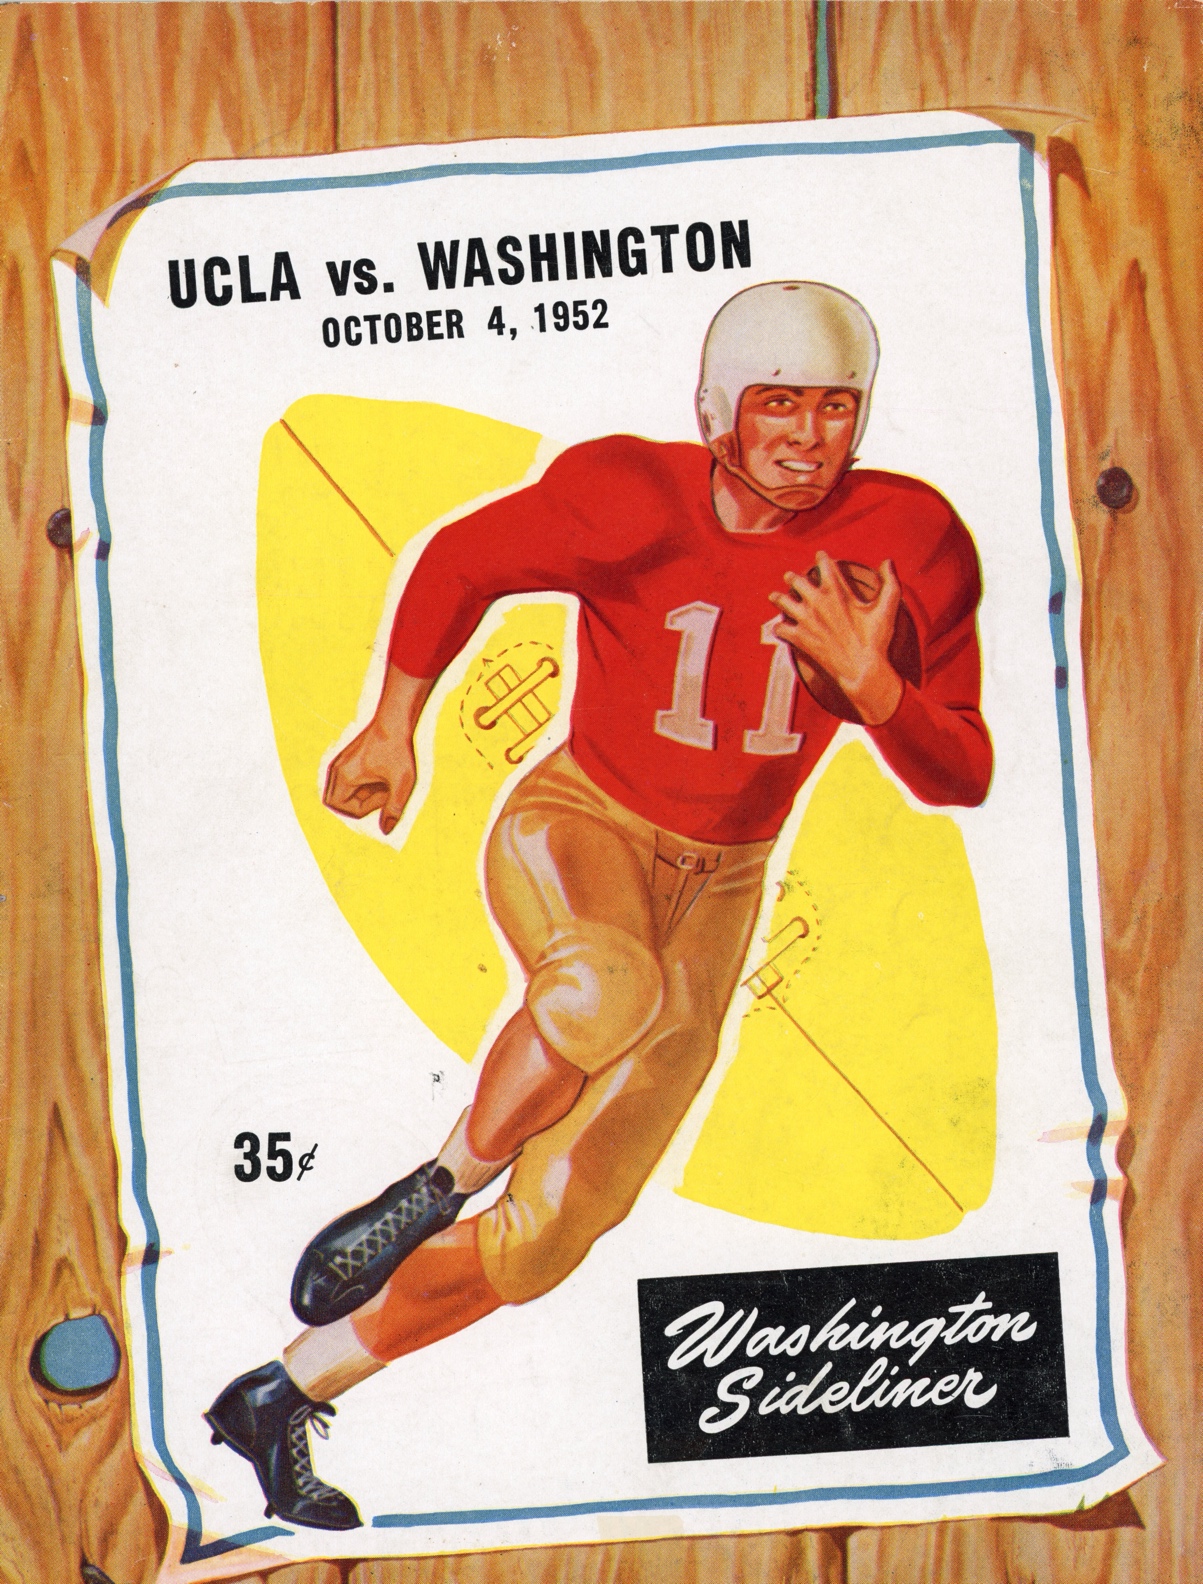 UCLA vs. WASHINGTON
OCTOBER 4, 1952
11
35¢
Washington
Sideliner